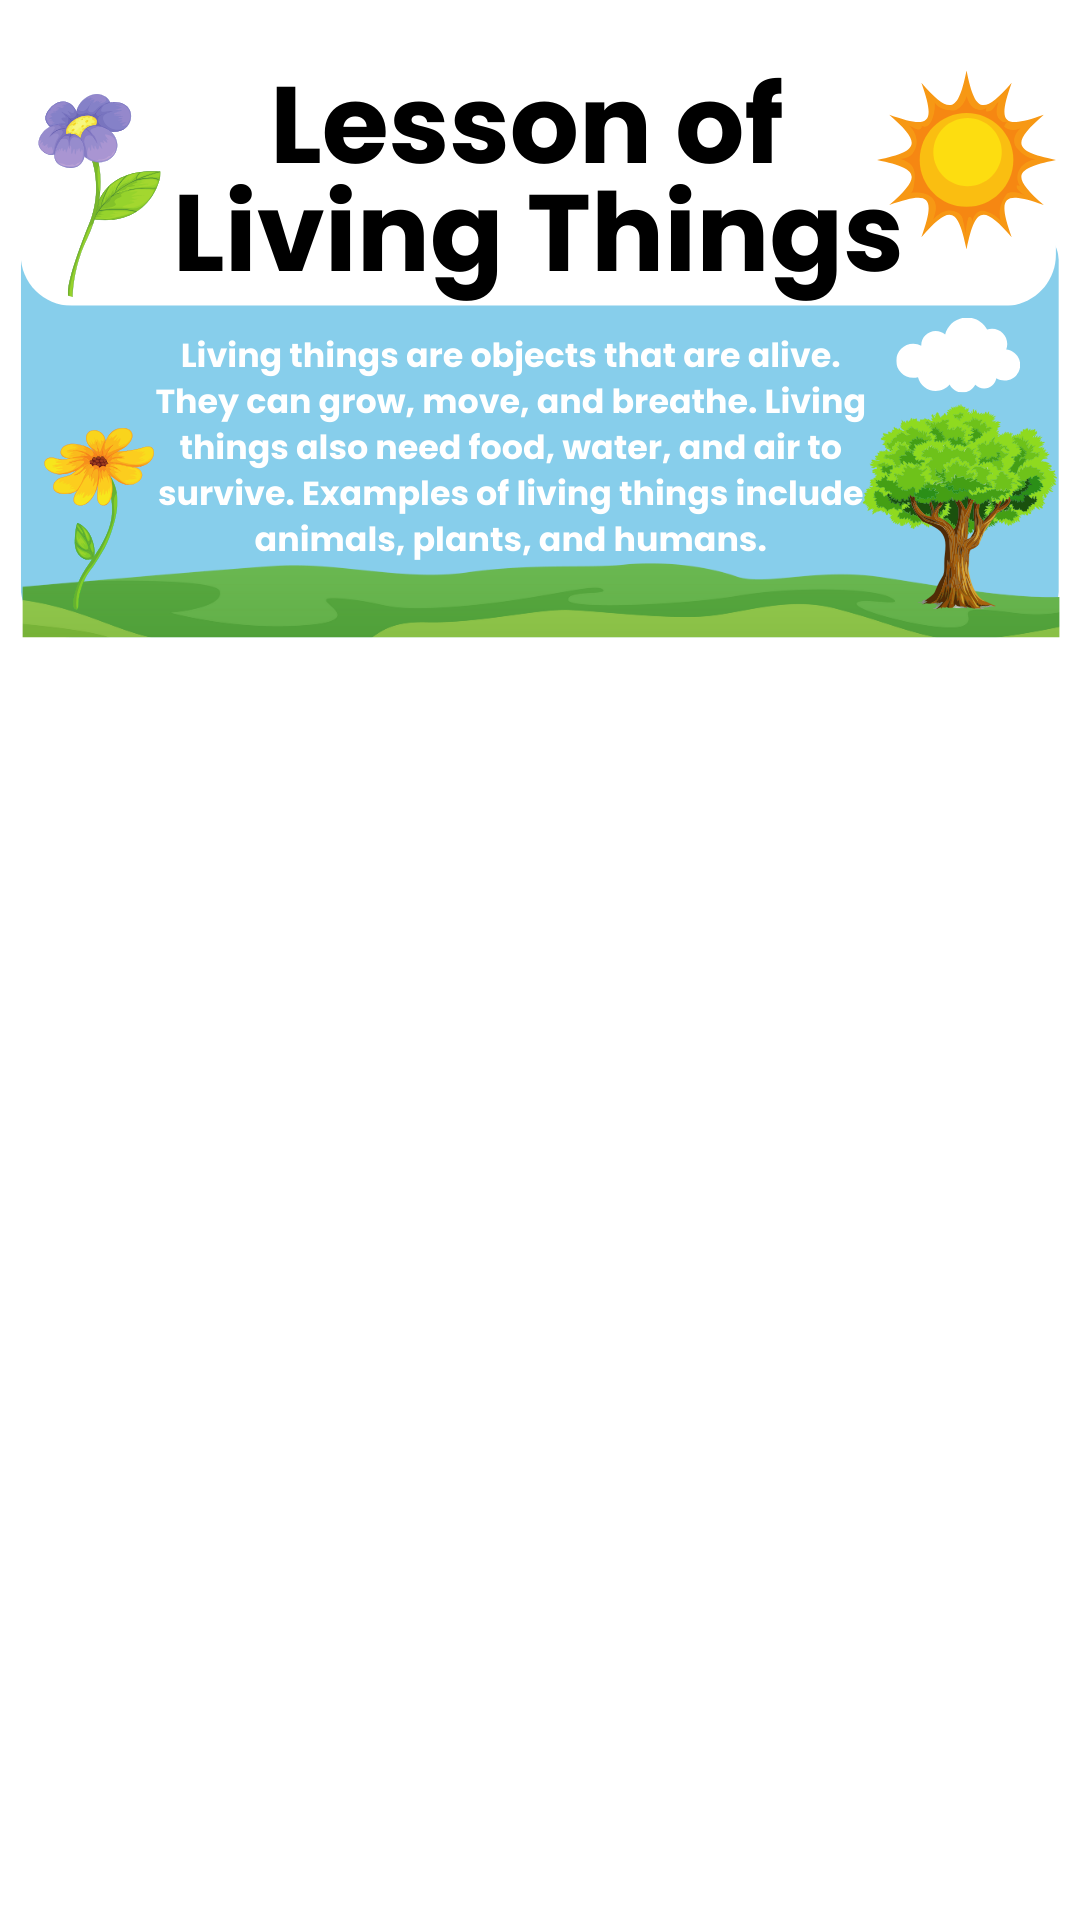 Lesson of
Living Things
Living things are objects that are alive.
They can grow, move, and breathe. Living
things also need food, water, and air to
survive. Examples of living things include
animals, plants, and humans.